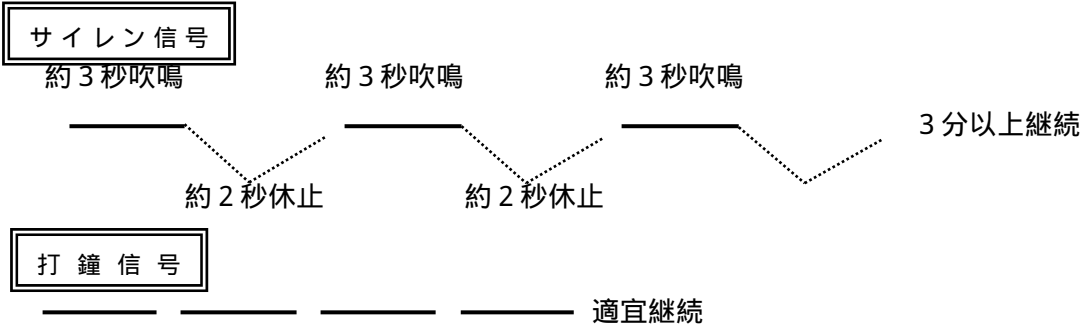 サイレン信号
約3秒吹鳴 約3秒吹鳴 約3秒吹鳴
3分以上継続
約2秒休止 約2秒休止
打鐘信号
適宜継続